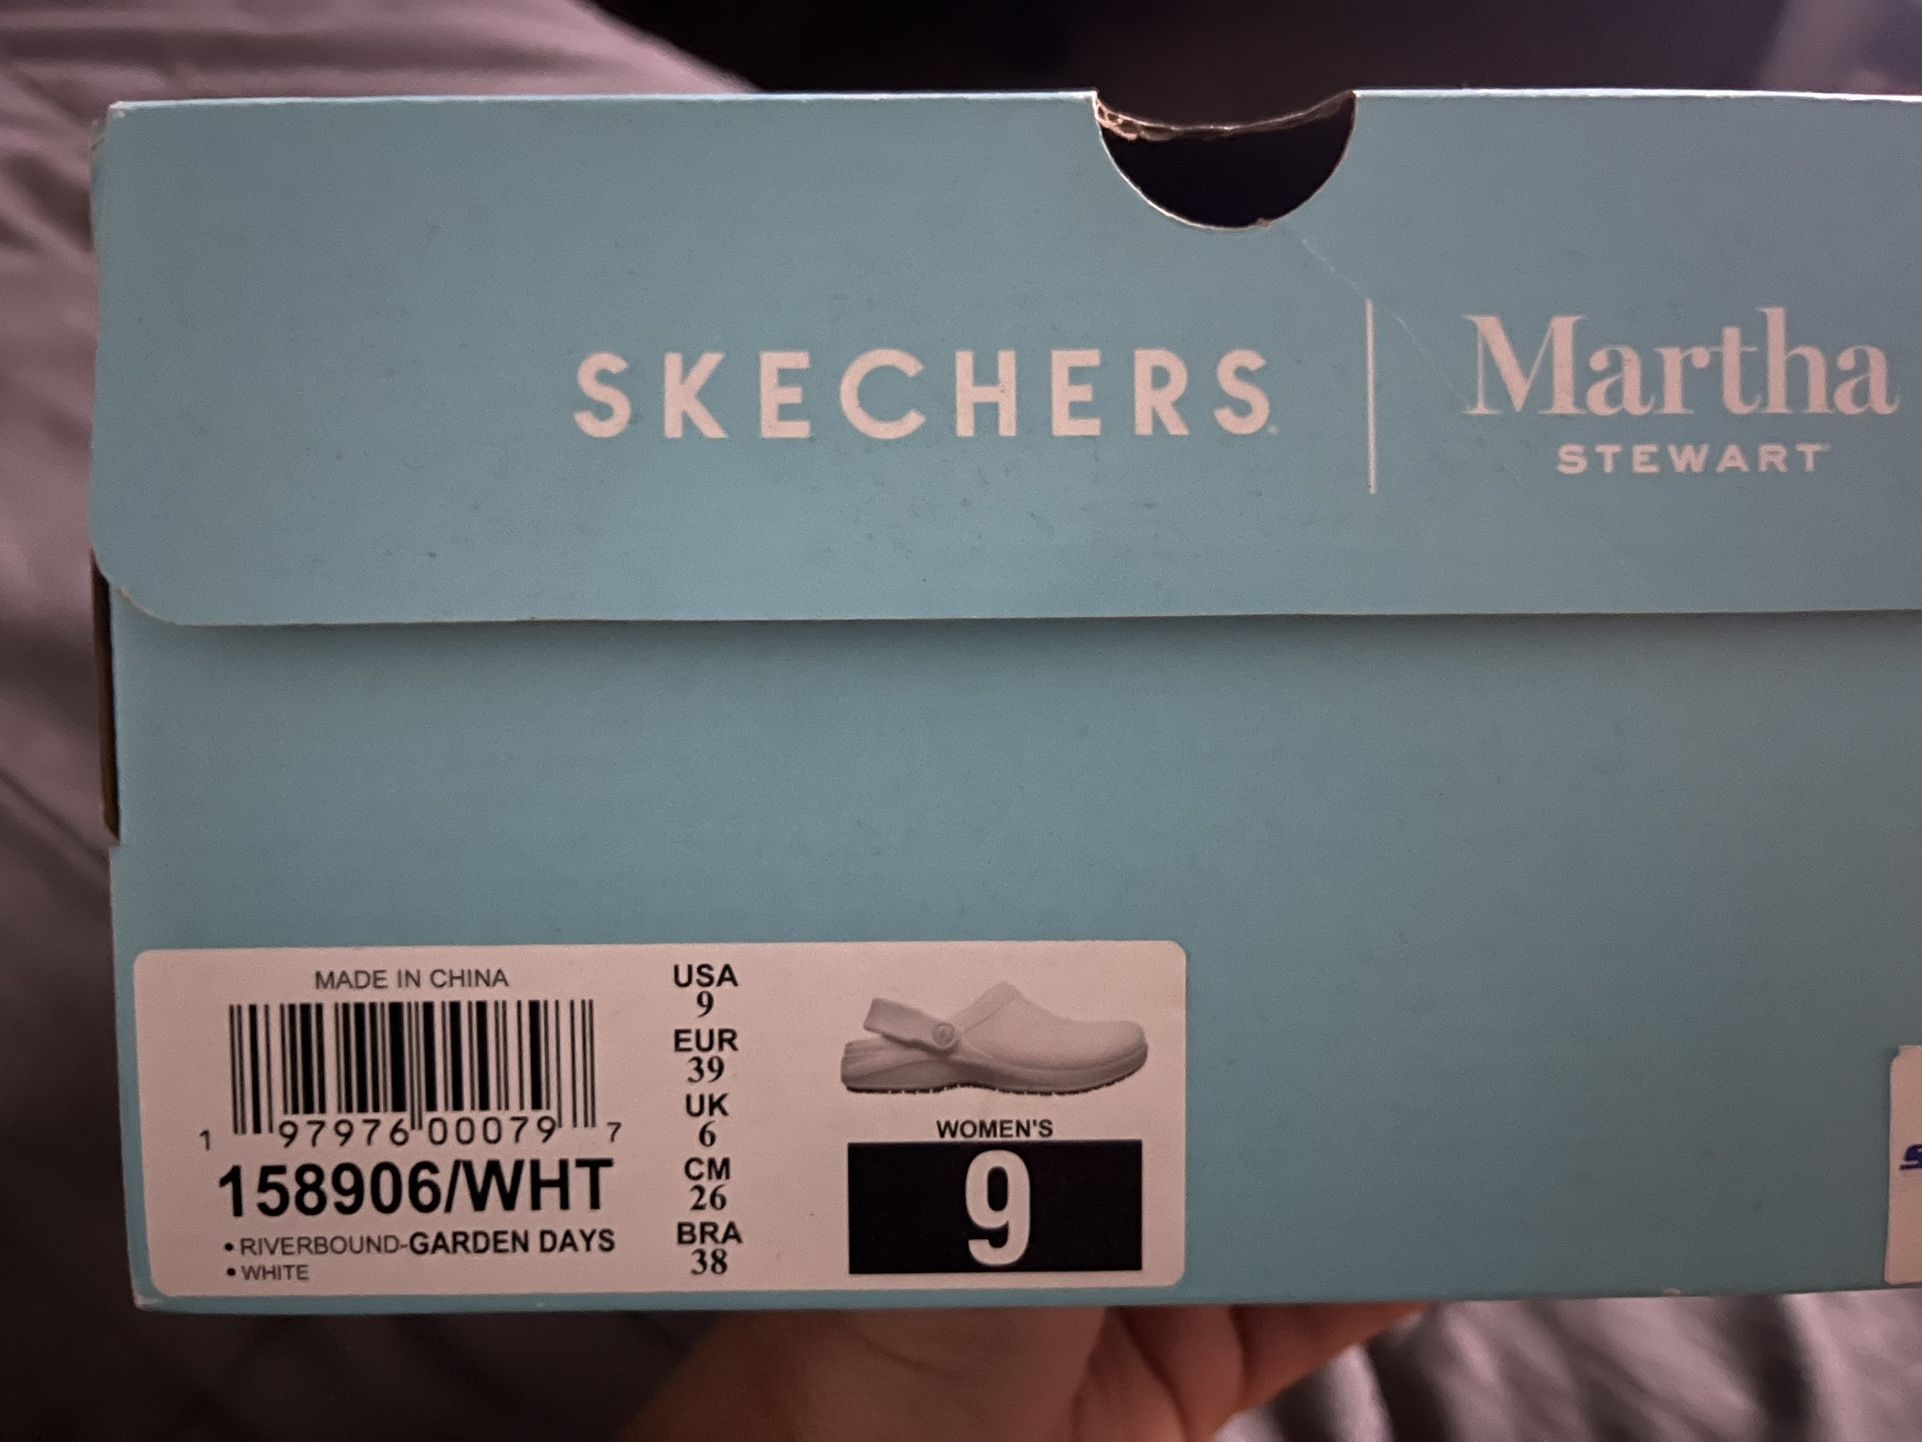 SKECHERS
Martha
STEWART
MADE IN CHINA
1 97976 00079 7
158906/WHT
• RIVERBOUND-GARDEN DAYS
• WHITE
USA
9
EUR
39
UK
6
CM
26
BRA
38
WOMEN'S
9